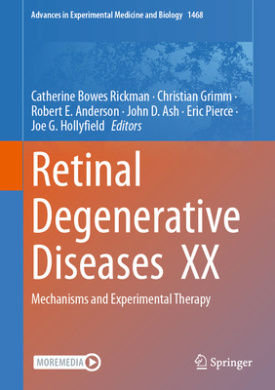 Advances in Experimental Medicine and Biology 1468
Catherine Bowes Rickman · Christian Grimm ·
Robert E. Anderson · John D. Ash · Eric Pierce ·
Joe G. Hollyfield Editors
Retinal
Degenerative
Diseases XX
Mechanisms and Experimental Therapy
MOREMEDIA
Springer